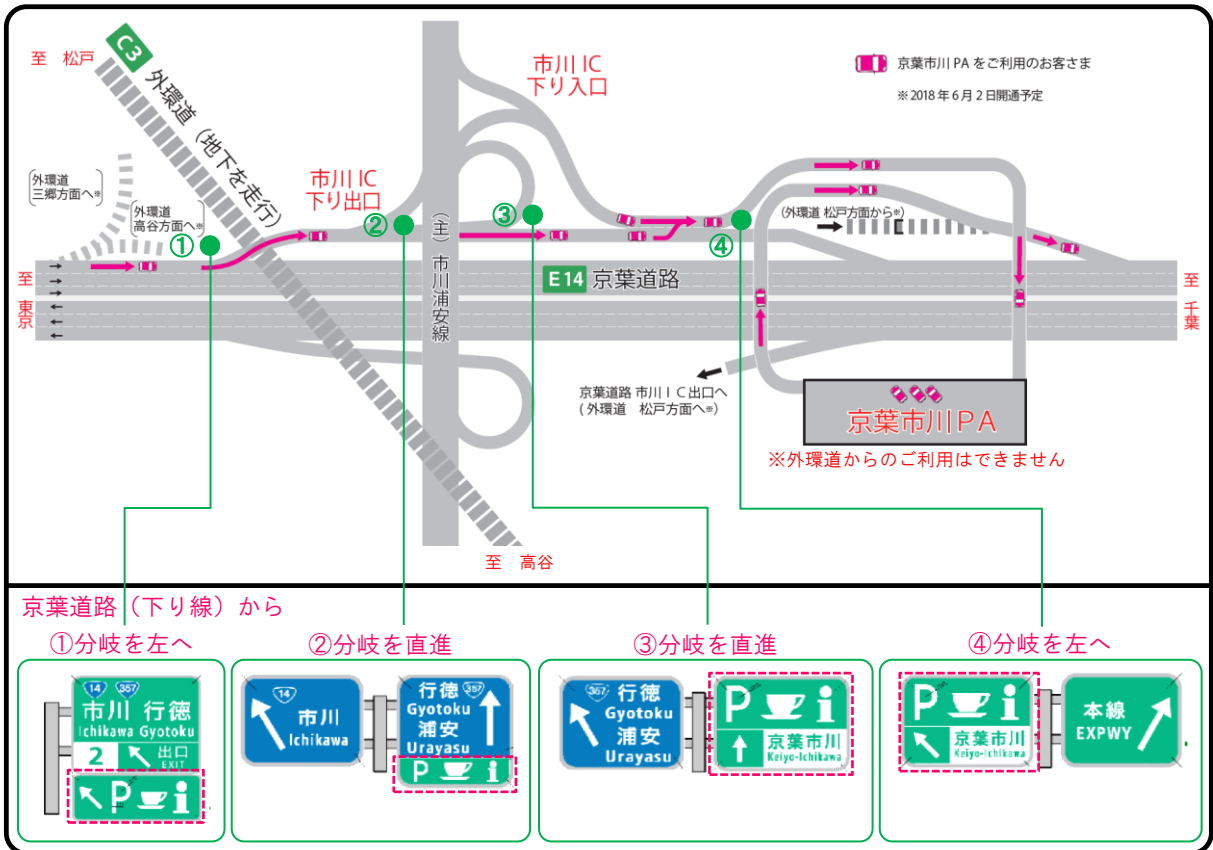 C3
至 松戸
外環道（地下を走行）
市川 IC
下り入口
京葉市川 PA をご利用のお客さま
※ 2018 年 6 月 2 日開通予定
外環道
三郷方面へ※
市川 IC
下り出口
外環道
高谷方面へ※
①
②
③
④
(外環道 松戸方面から※)
（主）市川浦安線
至 東京
E14 京葉道路
至 千葉
京葉道路 市川 I C 出口へ
( 外環道 松戸方面へ※)
京葉市川PA
※外環道からのご利用はできません
至 高谷
京葉道路（下り線）から
①分岐を左へ
②分岐を直進
③分岐を直進
④分岐を左へ
14 357
市川 行徳
Ichikawa Gyotoku
2 出口
EXIT
P i
14
市川
Ichikawa
行徳 357
Gyotoku
浦安
Urayasu
P i
357 行徳
Gyotoku
浦安
Urayasu
P i
京葉市川
Keiyo-Ichikawa
P i
京葉市川
Keiyo-Ichikawa
本線
EXPWY